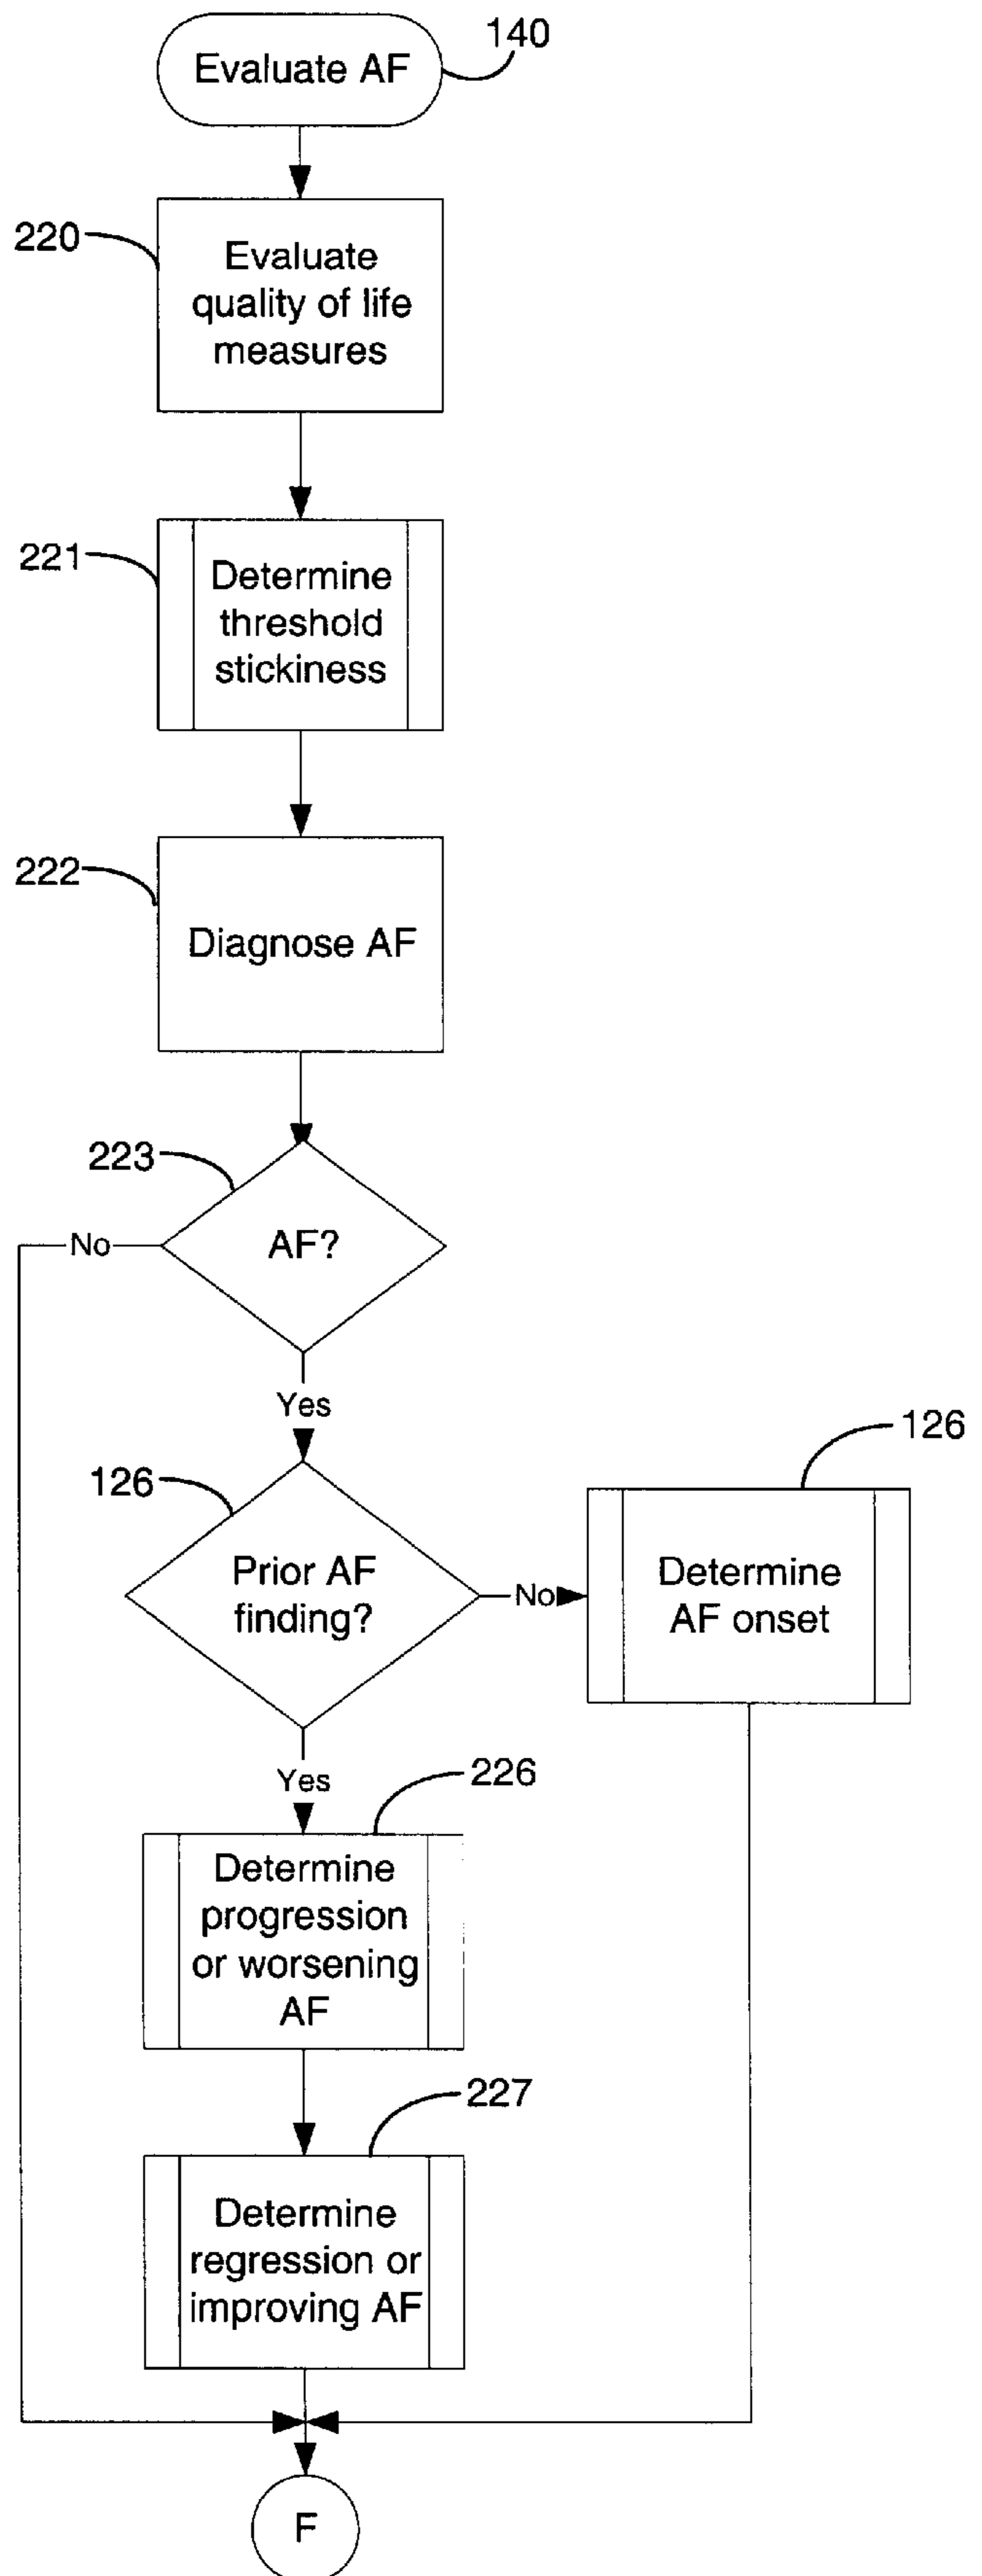 Evaluate AF
140
220
Evaluate
quality of life
measures
221
Determine
threshold
stickiness
222
Diagnose AF
223
AF?
No
Yes
126
Prior AF
finding?
No
126
Determine
AF onset
Yes
226
Determine
progression
or worsening
AF
227
Determine
regression or
improving AF
F